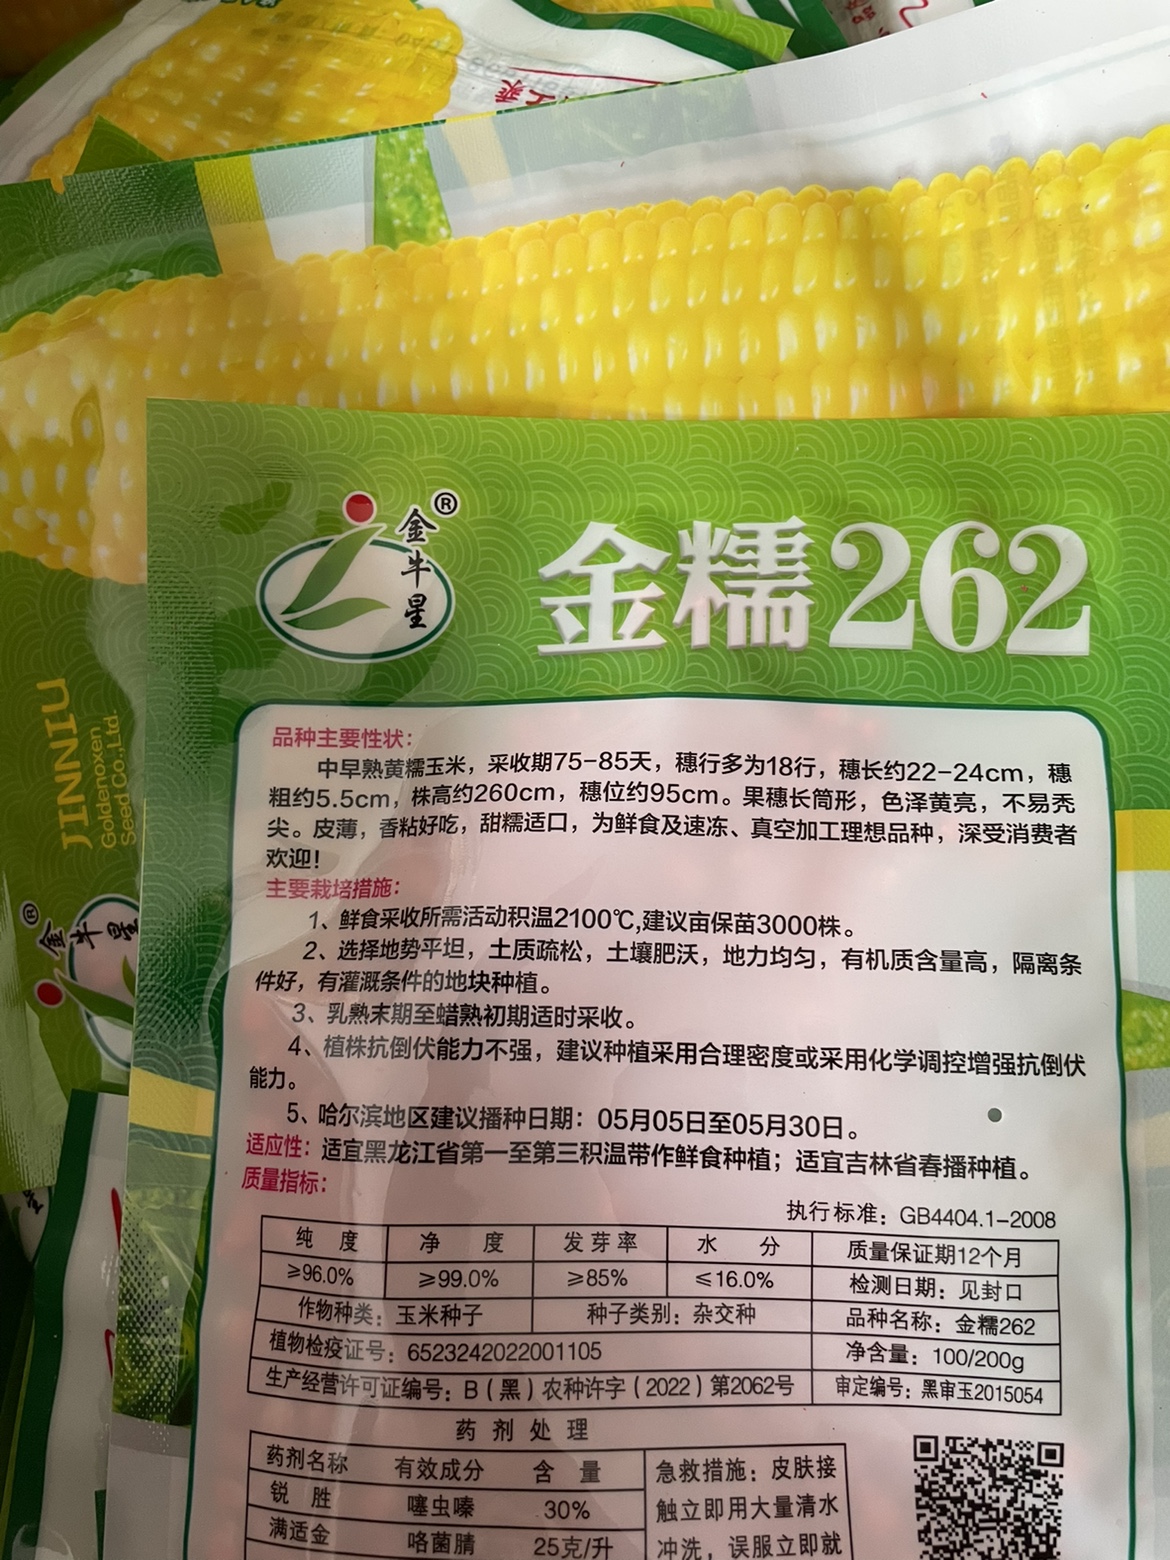 JINNIU
Goldenoxen
Seed Co.,Ltd.
®
金牛星
®
金牛星
金糯262
品种主要性状：
中早熟黄糯玉米，采收期75-85天，穗行多为18行，穗长约22-24cm，穗
粗约5.5cm，株高约260cm，穗位约95cm。果穗长筒形，色泽黄亮，不易秃
尖。皮薄，香粘好吃，甜糯适口，为鲜食及速冻、真空加工理想品种，深受消费者
欢迎！
主要栽培措施：
1、鲜食采收所需活动积温2100℃,建议亩保苗3000株。
2、选择地势平坦，土质疏松，土壤肥沃，地力均匀，有机质含量高，隔离条
件好，有灌溉条件的地块种植。
3、乳熟末期至蜡熟初期适时采收。
4、植株抗倒伏能力不强，建议种植采用合理密度或采用化学调控增强抗倒伏
能力。
5、哈尔滨地区建议播种日期：05月05日至05月30日。
适应性：适宜黑龙江省第一至第三积温带作鲜食种植；适宜吉林省春播种植。
质量指标：
执行标准：GB4404.1-2008
纯 度 净 度 发芽率 水 分 质量保证期12个月
≥96.0% ≥99.0% ≥85% ≤16.0% 检测日期：见封口
作物种类：玉米种子 种子类别：杂交种 品种名称：金糯262
植物检疫证号：6523242022001105 净含量：100/200g
生产经营许可证编号：B（黑）农种许字（2022）第2062号 审定编号：黑审玉2015054
药剂处理
药剂名称 有效成分 含 量 急救措施：皮肤接
锐 胜 噻虫嗪 30% 触立即用大量清水
满适金 咯菌腈 25克/升 冲洗，误服立即就